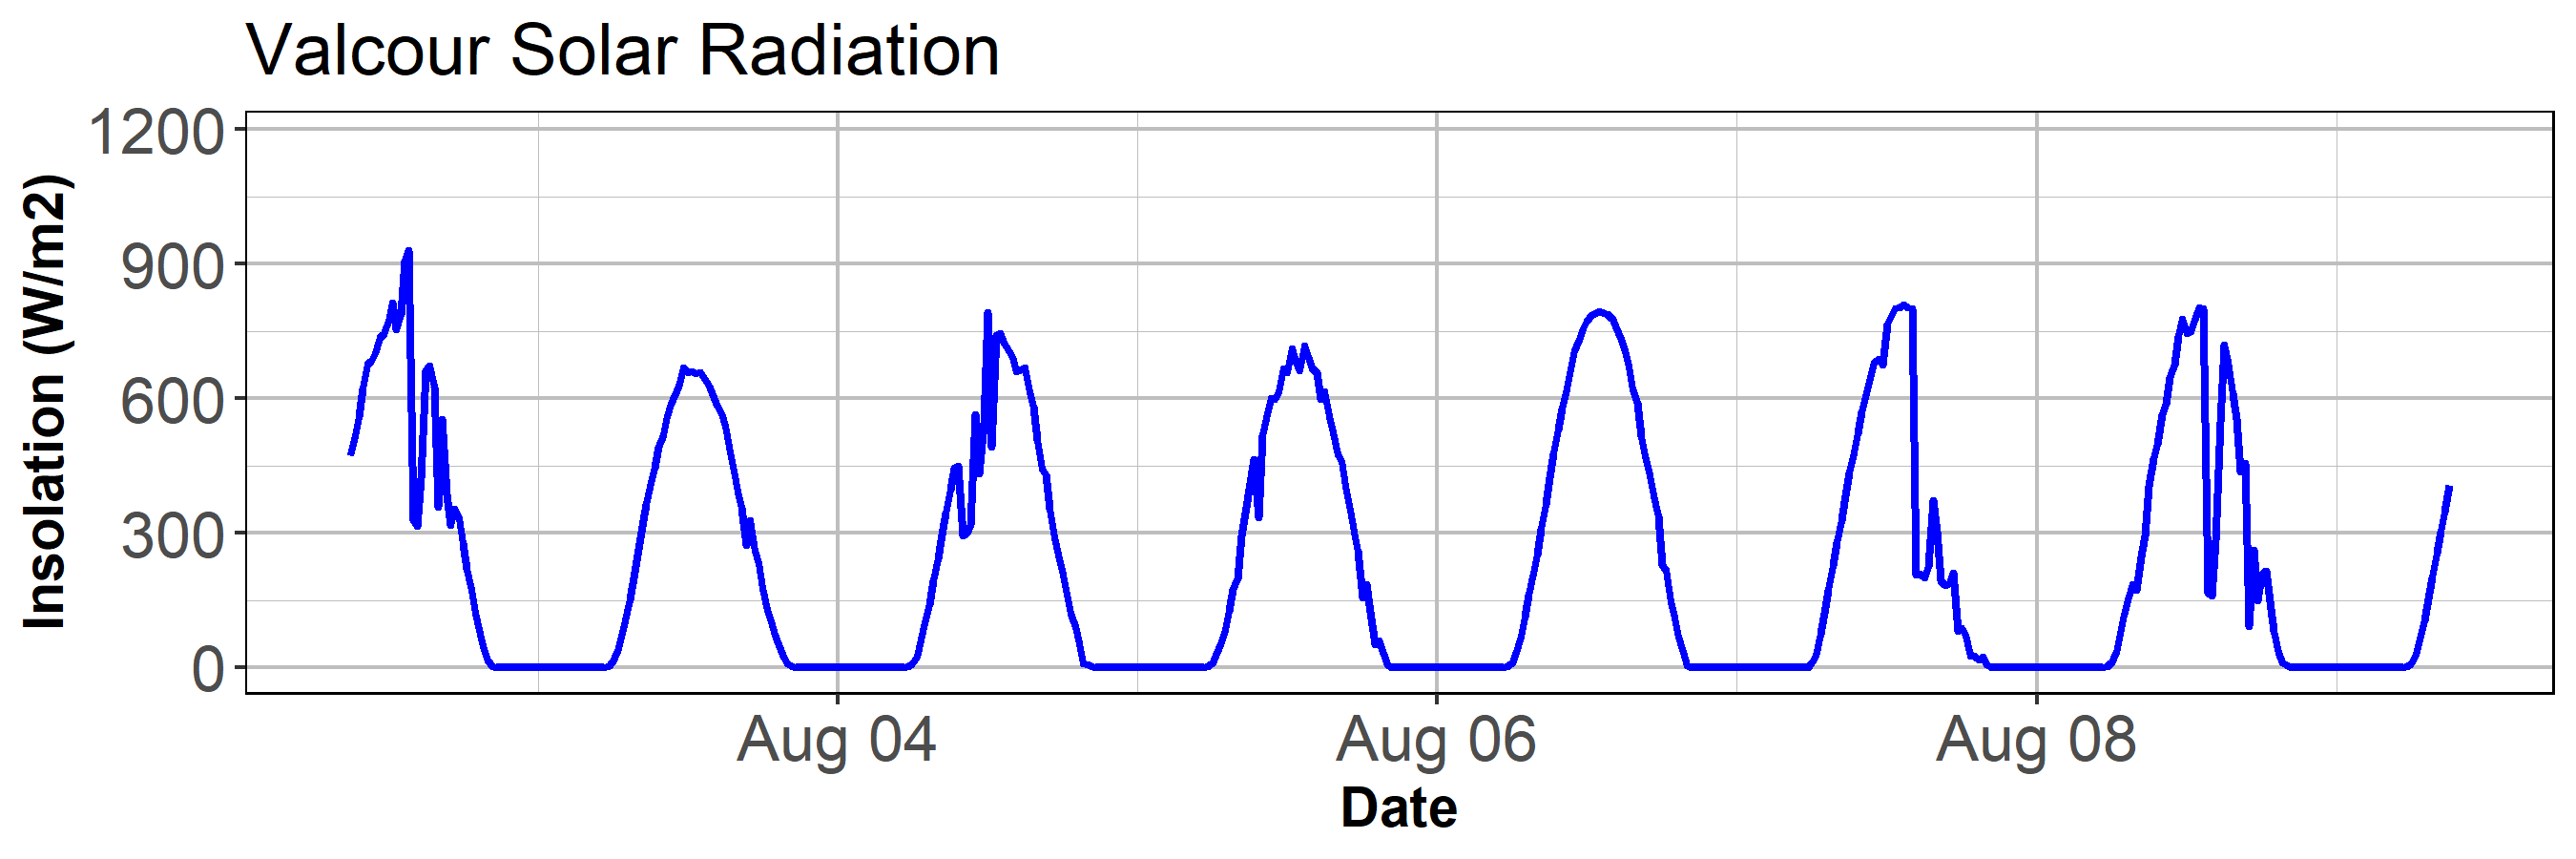 Valcour Solar Radiation
1200
900
600
300
0
Insolation (W/m2)
Aug 04
Aug 06
Aug 08
Date